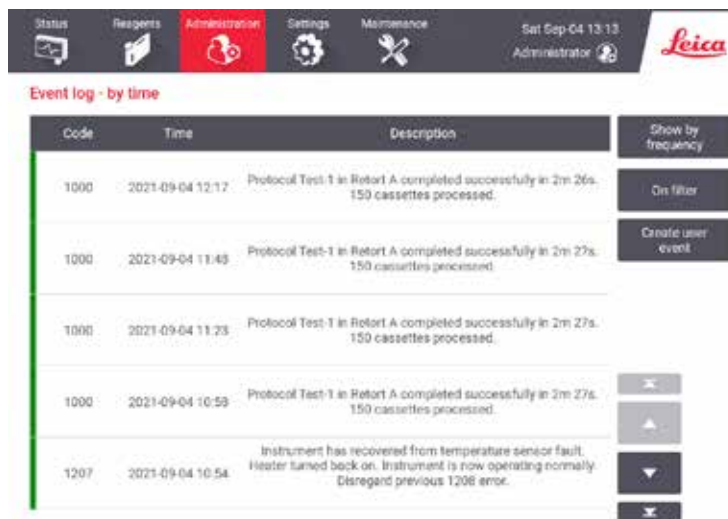 Status Reagents Administration Settings Maintenance Sat Sep-04 13:13
Administrator
Leica
Event log - by time
Code Time Description
Show by
frequency
1000 2021-09-04 12:17 Protocol Test-1 in Retort A completed successfully in 2m 26s.
150 cassettes processed.
On filter
Create user
event
1000 2021-09-04 11:48 Protocol Test-1 in Retort A completed successfully in 2m 27s.
150 cassettes processed.
1000 2021-09-04 11:23 Protocol Test-1 in Retort A completed successfully in 2m 27s.
150 cassettes processed.
1000 2021-09-04 10:58 Protocol Test-1 in Retort A completed successfully in 2m 27s.
150 cassettes processed.
1207 2021-09-04 10:54 Instrument has recovered from temperature sensor fault.
Heater turned back on. Instrument is now operating normally.
Disregard previous 1208 error.